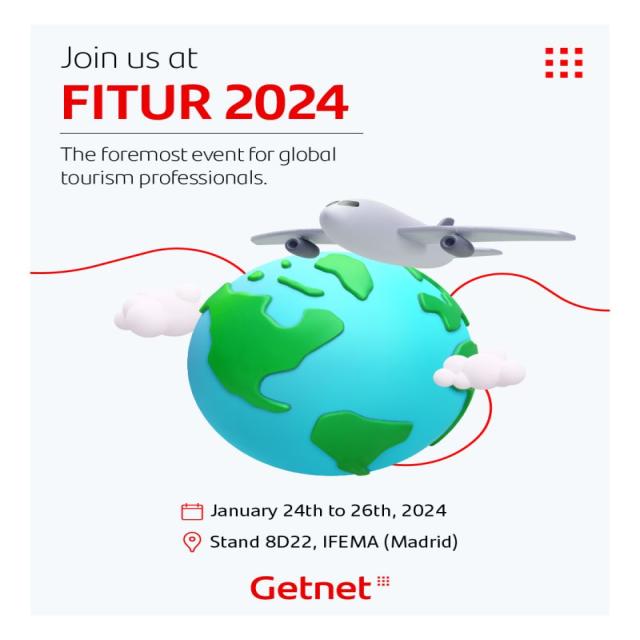 Join us at
FITUR 2024
The foremost event for global
tourism professionals.
January 24th to 26th, 2024
Stand 8D22, IFEMA (Madrid)
Getnet